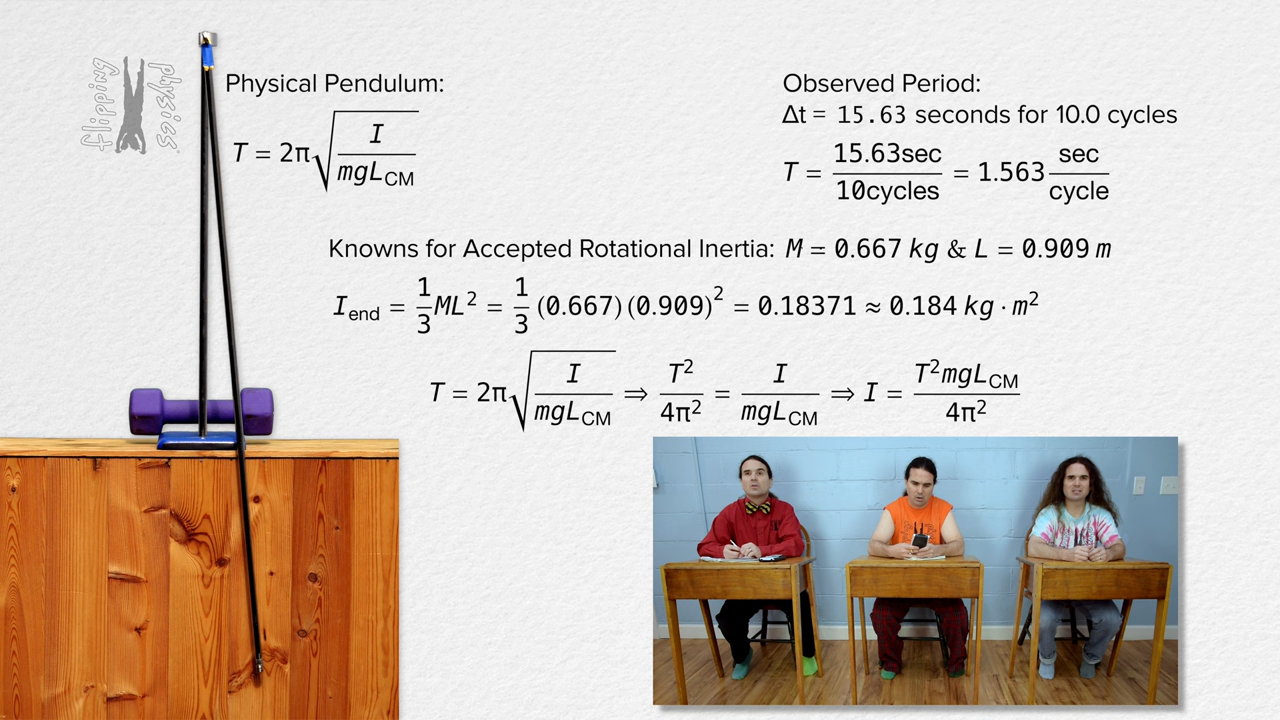 flipping physics
Physical Pendulum:
T = 2π√(I / mgL_CM)
Observed Period:
Δt = 15.63 seconds for 10.0 cycles
T = 15.63sec / 10cycles = 1.563 sec / cycle
Knowns for Accepted Rotational Inertia: M = 0.667 kg & L = 0.909 m
I_end = 1/3 ML² = 1/3 (0.667)(0.909)² = 0.18371 ≈ 0.184 kg · m²
T = 2π√(I / mgL_CM) ⇒ T² / 4π² = I / mgL_CM ⇒ I = T²mgL_CM / 4π²